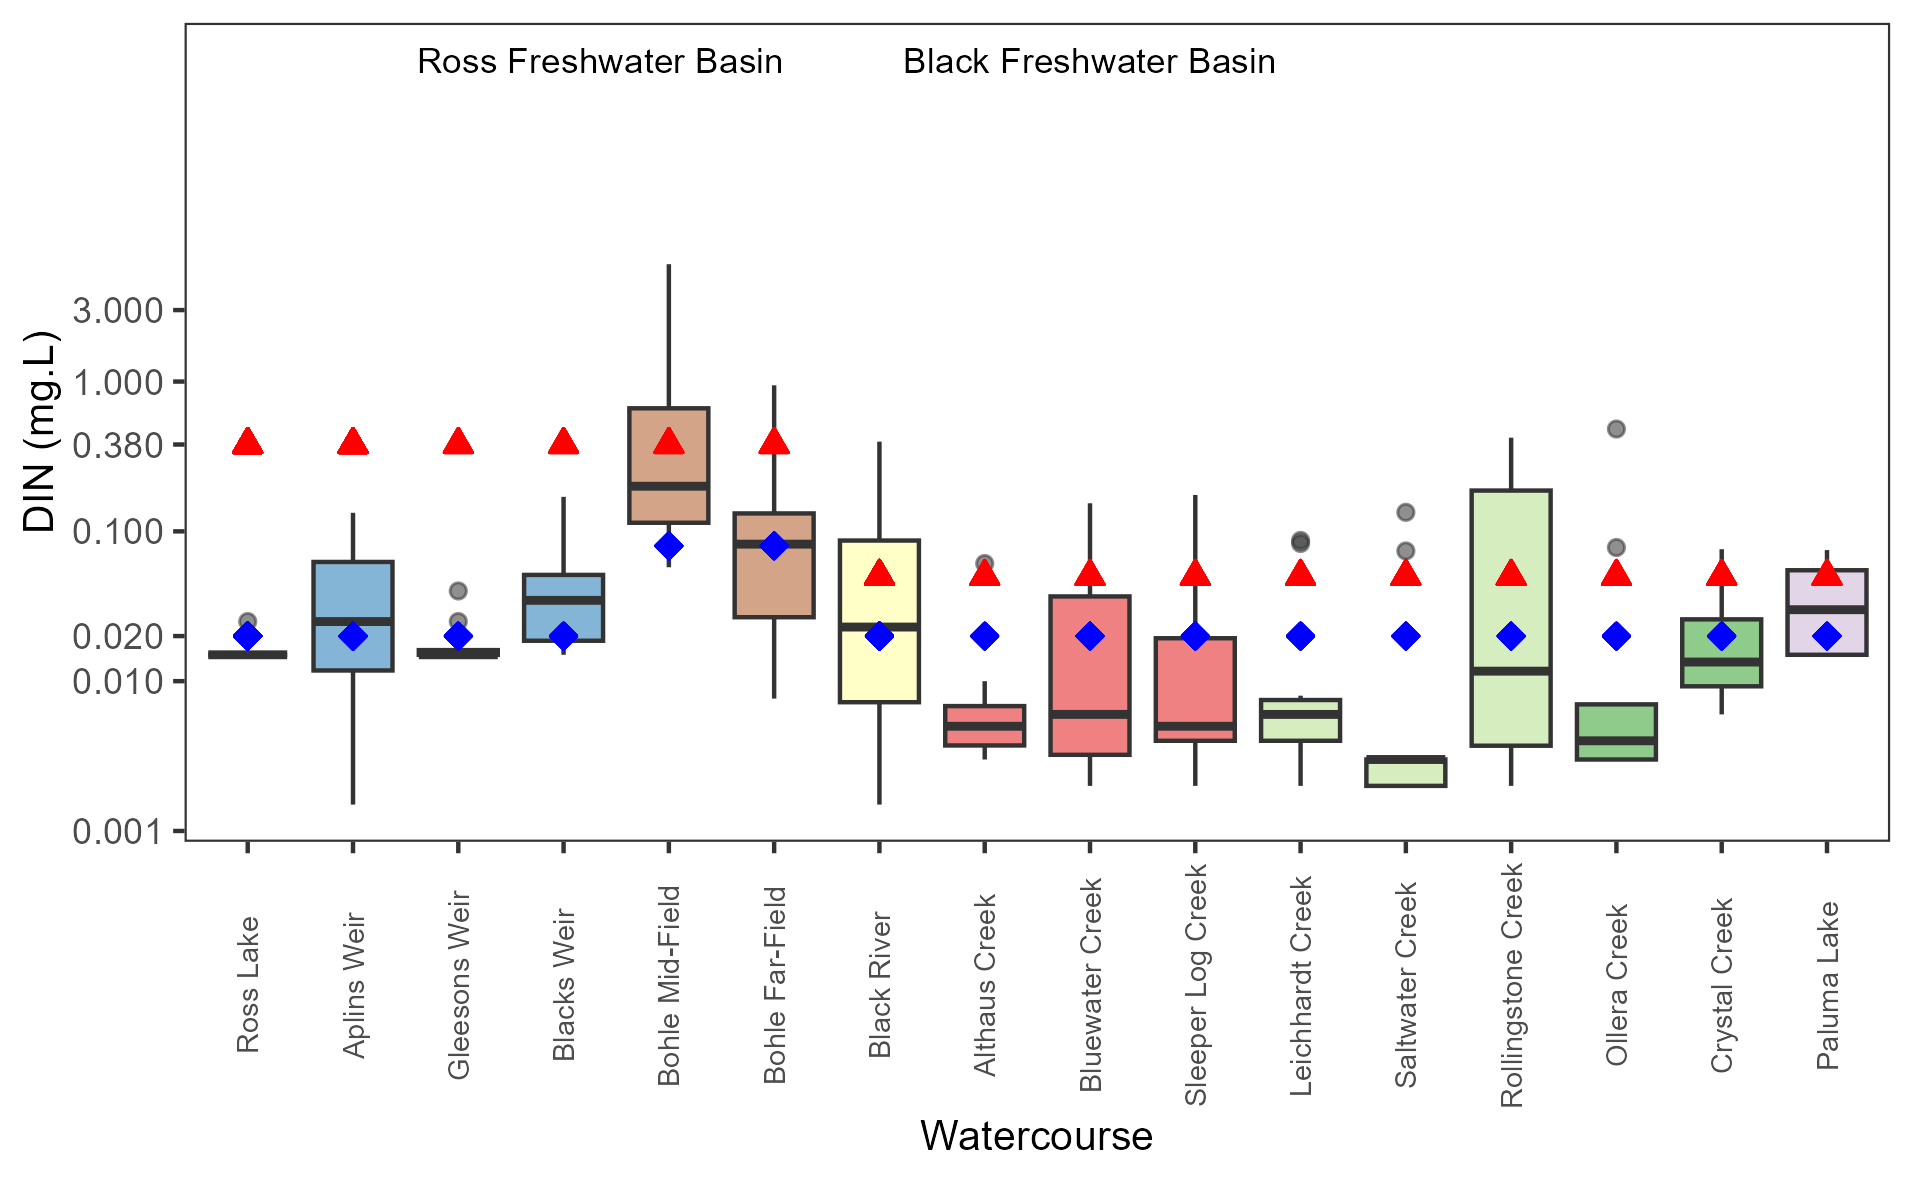 Ross Freshwater Basin
Black Freshwater Basin
DIN (mg.L)
3.000
1.000
0.380
0.100
0.020
0.010
0.001
Ross Lake
Aplins Weir
Gleesons Weir
Blacks Weir
Bohle Mid-Field
Bohle Far-Field
Black River
Althaus Creek
Bluewater Creek
Sleeper Log Creek
Leichhardt Creek
Saltwater Creek
Rollingstone Creek
Ollera Creek
Crystal Creek
Paluma Lake
Watercourse